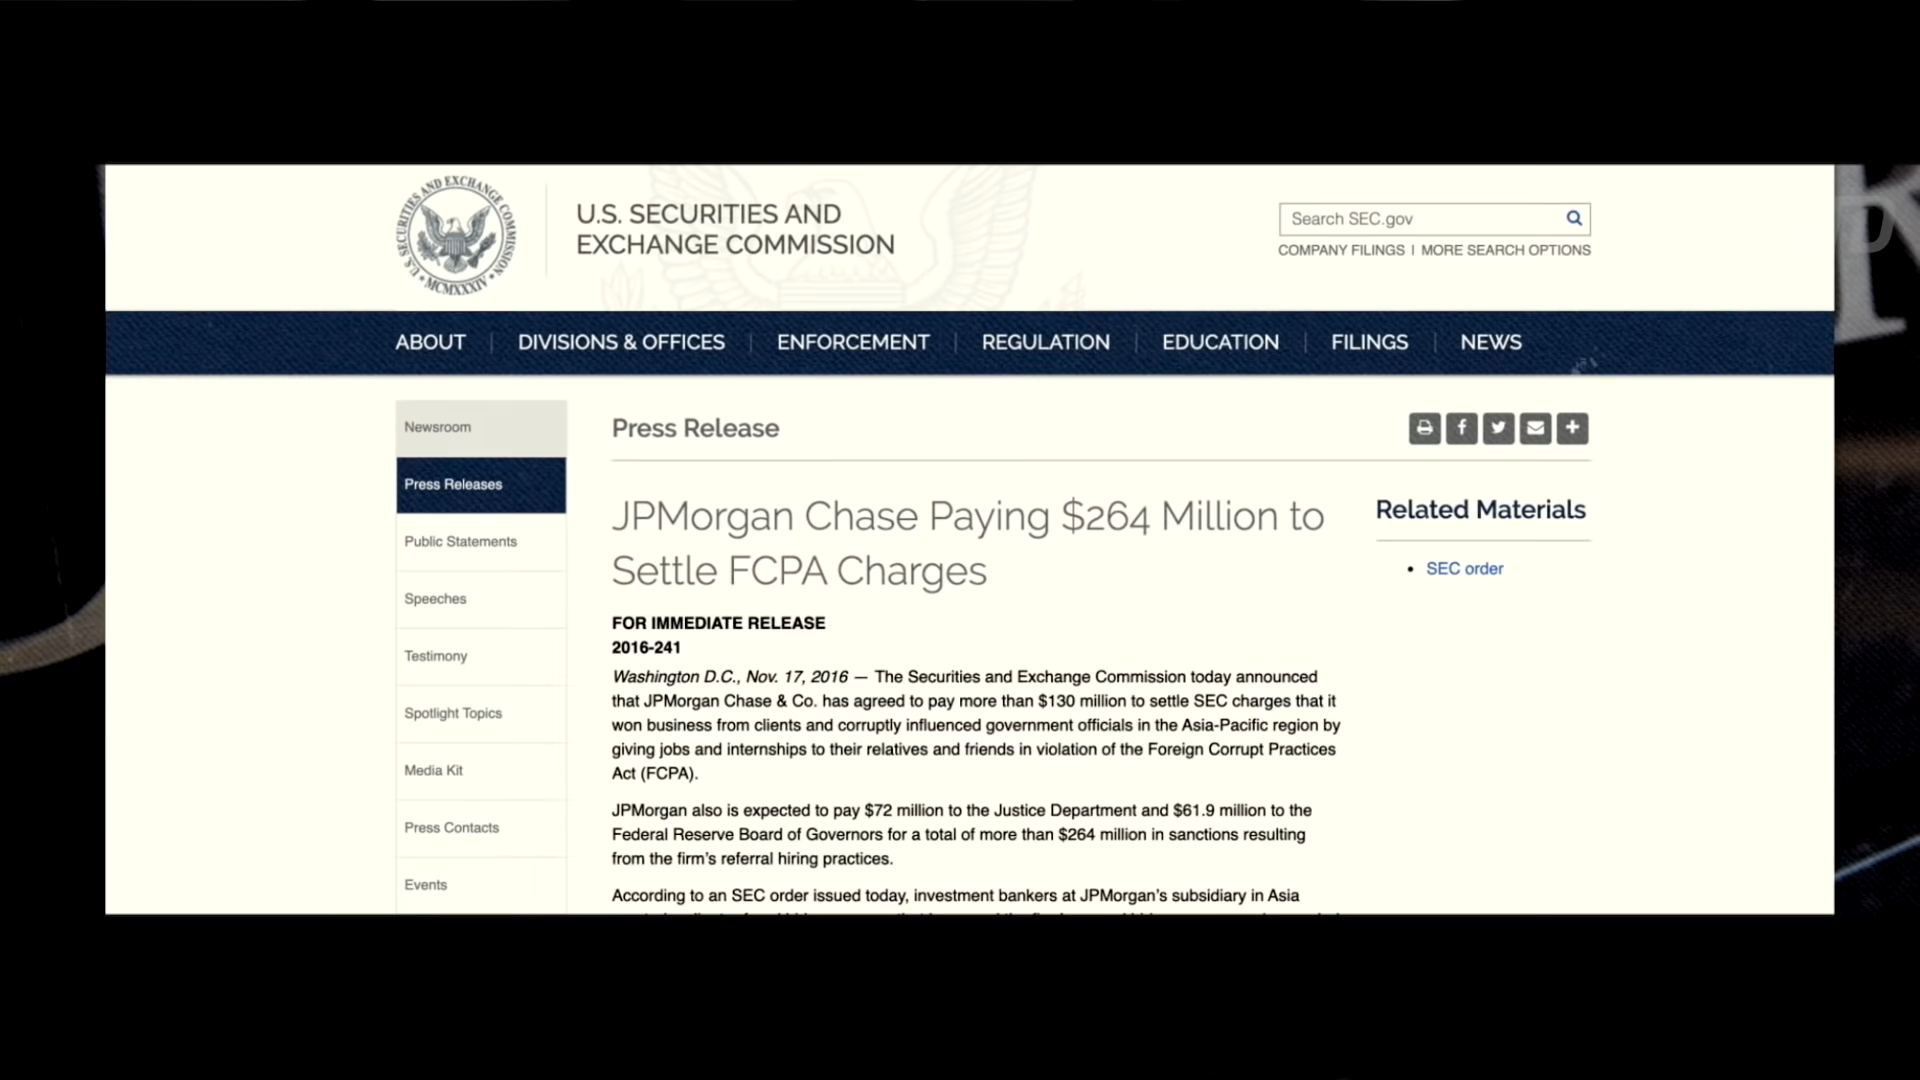 U.S. SECURITIES AND EXCHANGE COMMISSION
MCMXXXIV
U.S. SECURITIES AND
EXCHANGE COMMISSION
Search SEC.gov
COMPANY FILINGS | MORE SEARCH OPTIONS
ABOUT | DIVISIONS & OFFICES | ENFORCEMENT | REGULATION | EDUCATION | FILINGS | NEWS
Newsroom
Press Releases
Public Statements
Speeches
Testimony
Spotlight Topics
Media Kit
Press Contacts
Events
Press Release
JPMorgan Chase Paying $264 Million to
Settle FCPA Charges
FOR IMMEDIATE RELEASE
2016-241
Washington D.C., Nov. 17, 2016 — The Securities and Exchange Commission today announced
that JPMorgan Chase & Co. has agreed to pay more than $130 million to settle SEC charges that it
won business from clients and corruptly influenced government officials in the Asia-Pacific region by
giving jobs and internships to their relatives and friends in violation of the Foreign Corrupt Practices
Act (FCPA).
JPMorgan also is expected to pay $72 million to the Justice Department and $61.9 million to the
Federal Reserve Board of Governors for a total of more than $264 million in sanctions resulting
from the firm's referral hiring practices.
According to an SEC order issued today, investment bankers at JPMorgan's subsidiary in Asia
Related Materials
• SEC order